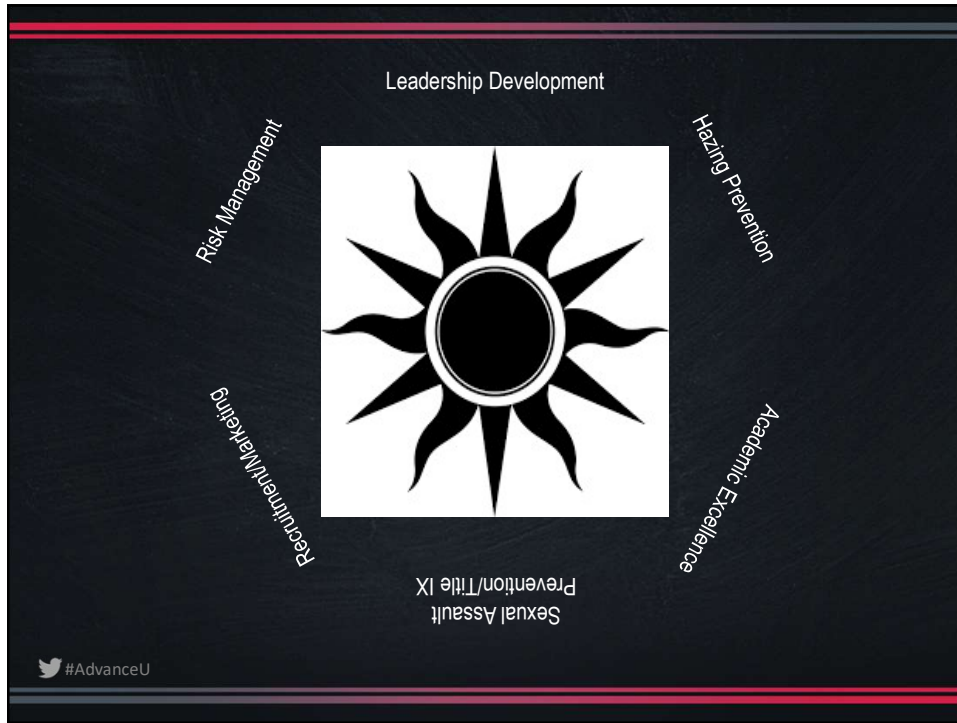 Leadership Development
Hazing Prevention
Academic Excellence
Sexual Assault
Prevention/Title IX
Recruitment/Marketing
Risk Management
#AdvanceU